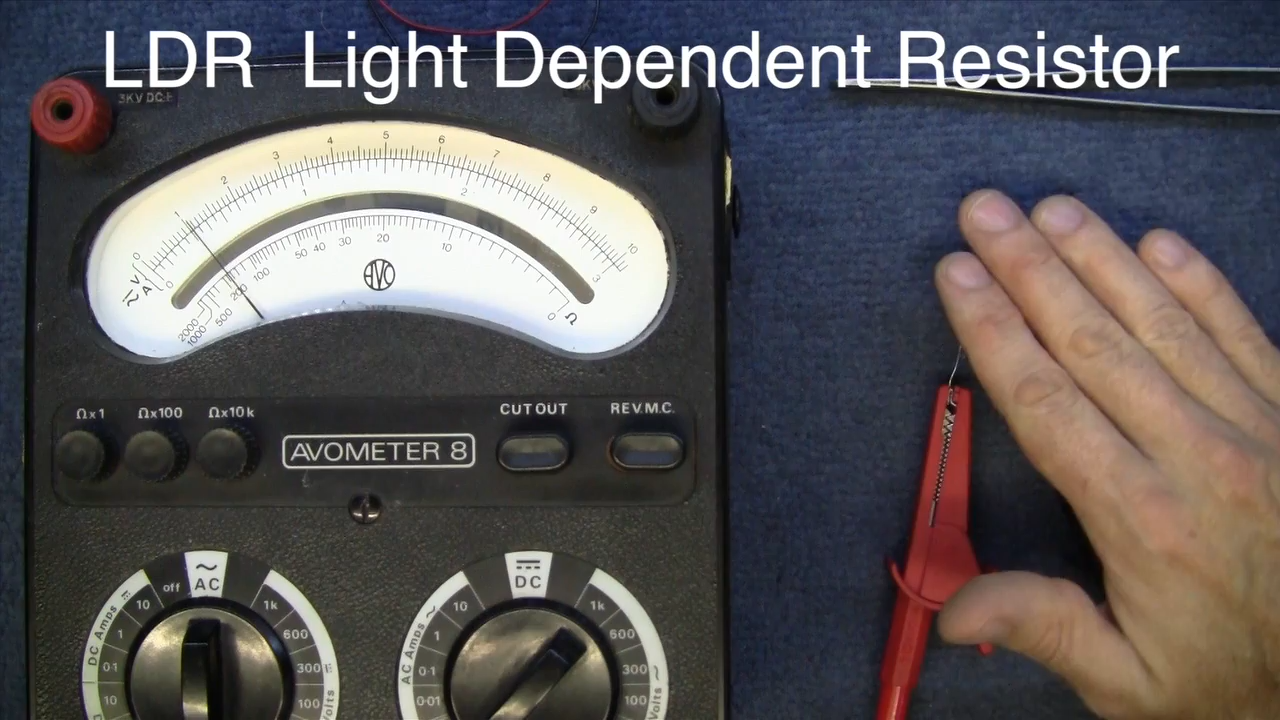 LDR Light Dependent Resistor
3KV DC
0 1 2 3 4 5 6 7 8 9 10
0 1 2 3
V
A
2000 1000 500 200 100 50 40 30 20 10 0 Ω
AVO
Ωx1 Ωx100 Ωx10k
CUT OUT REV.M.C.
AVOMETER 8
off AC 1k 600 300 100
DC Amps 10 1 0·1 10
Volts
DC 1k 600 300 100
AC Amps 10 1 0·1 0·01
Volts